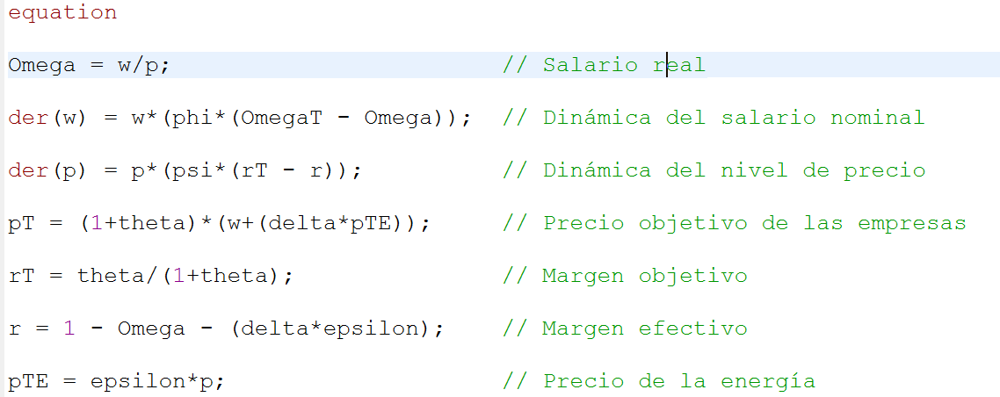 equation
Omega = w/p; // Salario real
der(w) = w*(phi*(OmegaT - Omega)); // Dinámica del salario nominal
der(p) = p*(psi*(rT - r)); // Dinámica del nivel de precio
pT = (1+theta)*(w+(delta*pTE)); // Precio objetivo de las empresas
rT = theta/(1+theta); // Margen objetivo
r = 1 - Omega - (delta*epsilon); // Margen efectivo
pTE = epsilon*p; // Precio de la energía